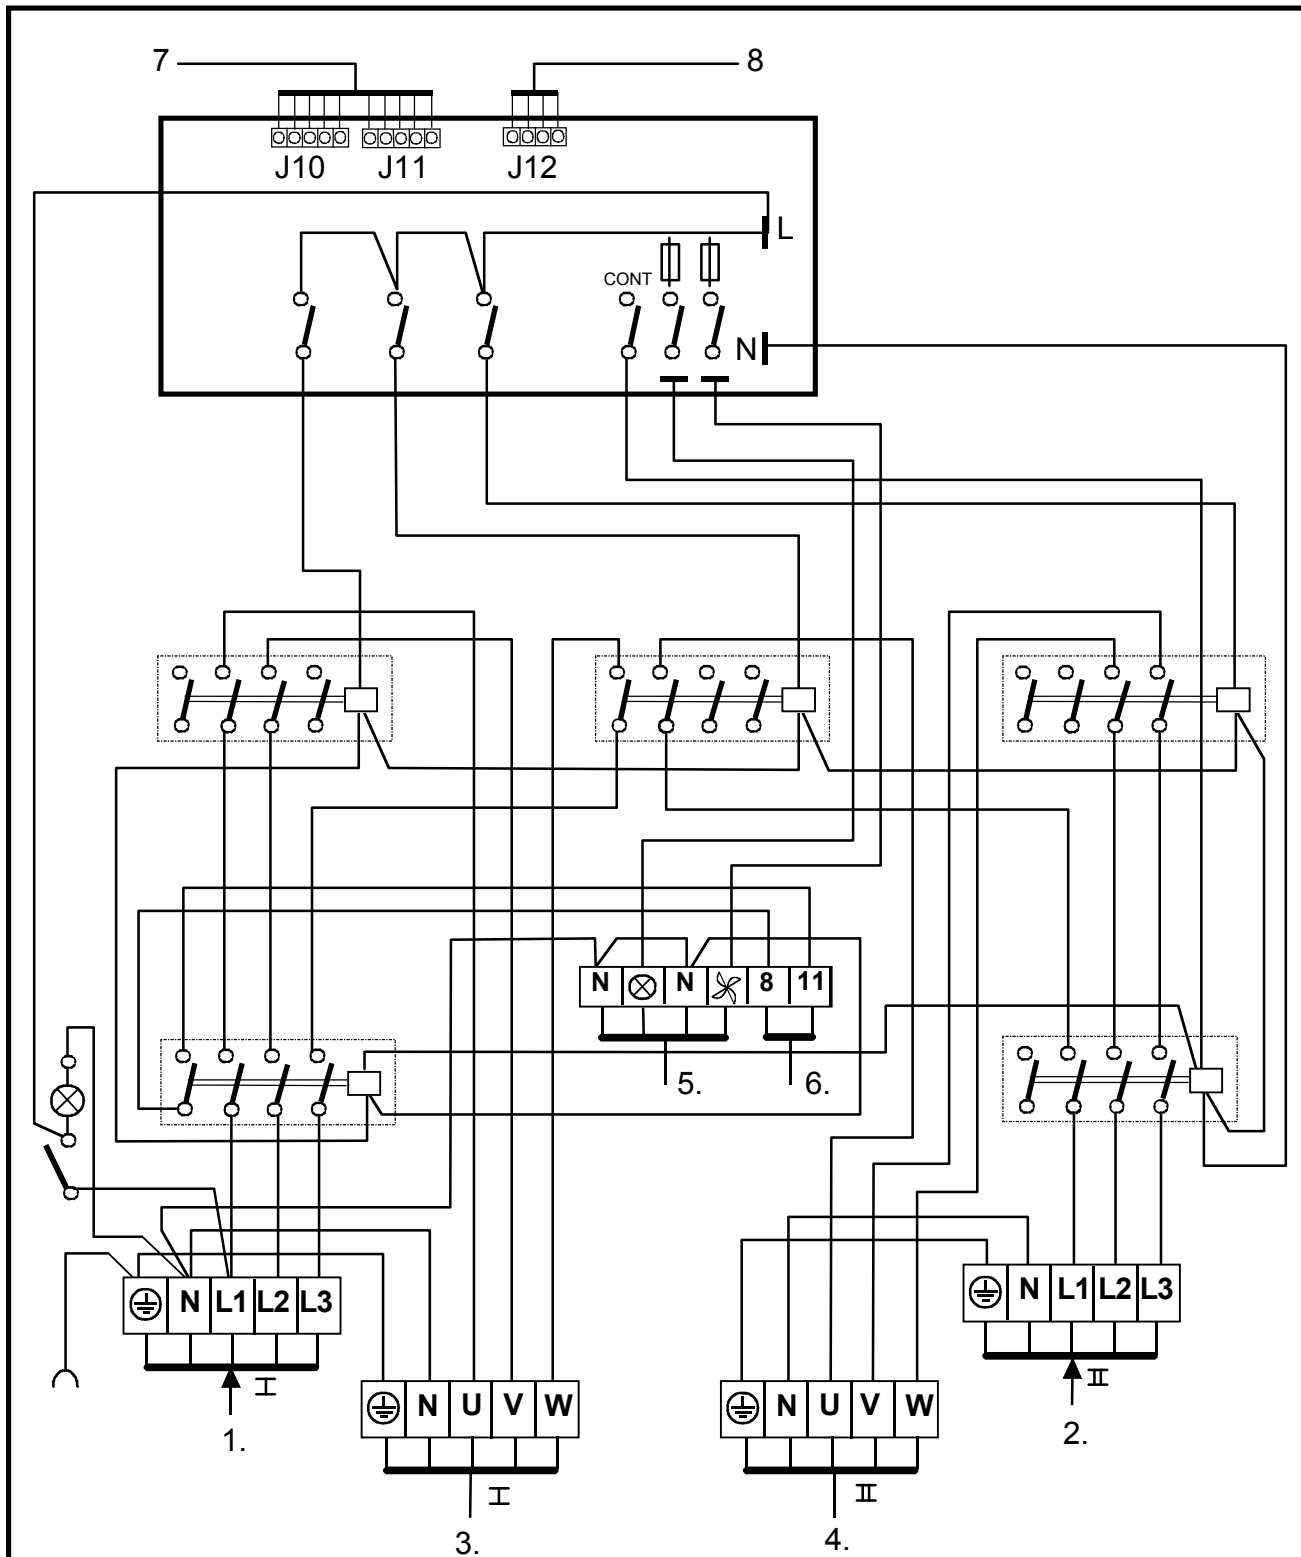 7 8
J10 J11 J12
L
CONT
N
N N 8 11
5. 6.
N L1 L2 L3
N L1 L2 L3
I
II
1.
2.
N U V W
N U V W
I
II
3.
4.